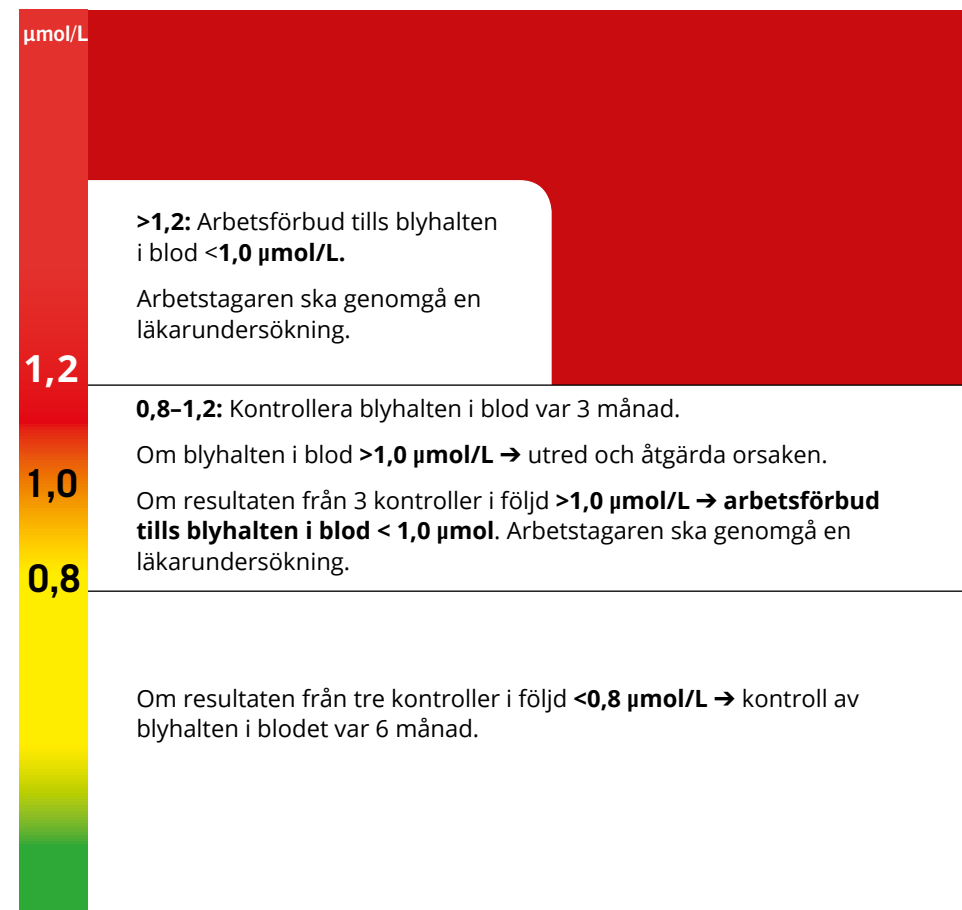 µmol/L
>1,2: Arbetsförbud tills blyhalten
i blod <1,0 µmol/L.
Arbetstagaren ska genomgå en
läkarundersökning.
1,2
0,8–1,2: Kontrollera blyhalten i blod var 3 månad.
Om blyhalten i blod >1,0 µmol/L ➔ utred och åtgärda orsaken.
1,0
Om resultaten från 3 kontroller i följd >1,0 µmol/L ➔ arbetsförbud
tills blyhalten i blod < 1,0 µmol. Arbetstagaren ska genomgå en
läkarundersökning.
0,8
Om resultaten från tre kontroller i följd <0,8 µmol/L ➔ kontroll av
blyhalten i blodet var 6 månad.